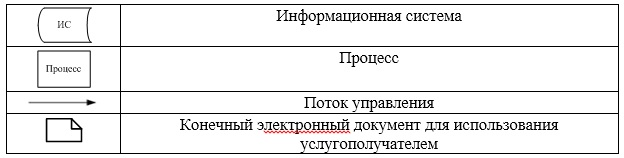 ИС
Информационная система
Процесс
Процесс
Поток управления
Конечный электронный документ для использования
услугополучателем